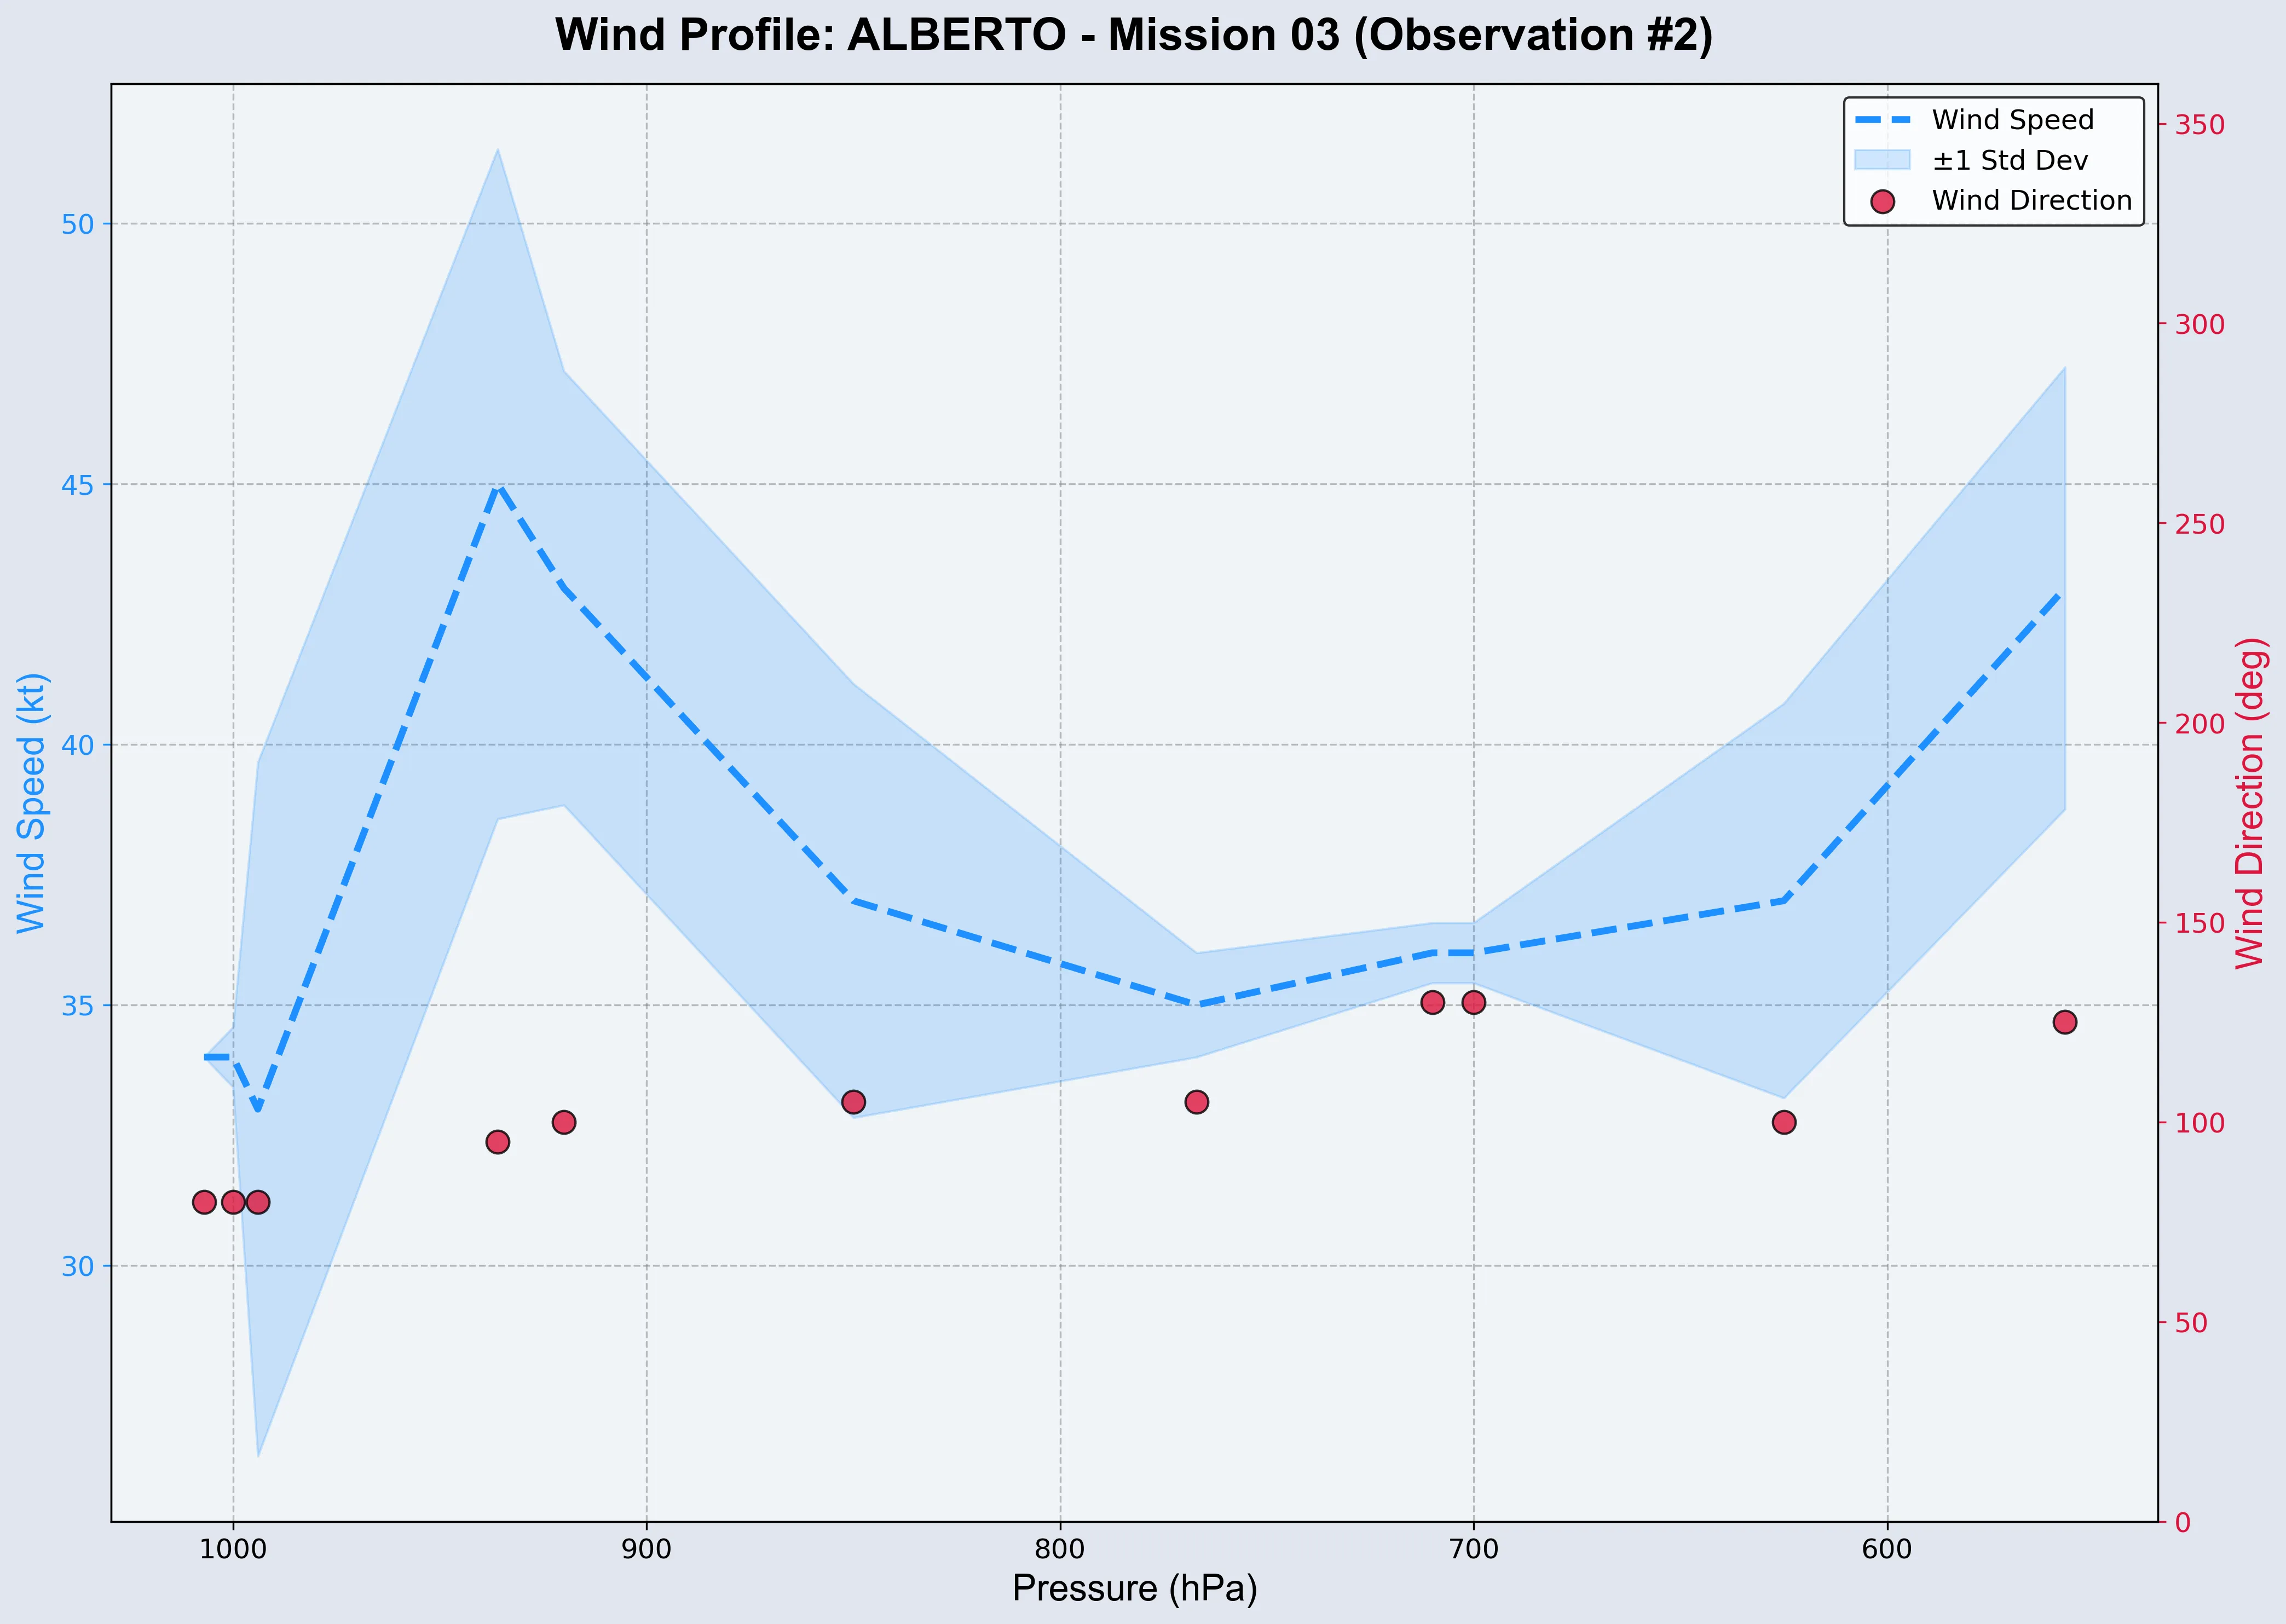 Wind Profile: ALBERTO - Mission 03 (Observation #2)
Wind Speed
±1 Std Dev
Wind Direction
Wind Speed (kt)
50
45
40
35
30
350
300
250
200
150
100
50
0
Wind Direction (deg)
1000 900 800 700 600
Pressure (hPa)